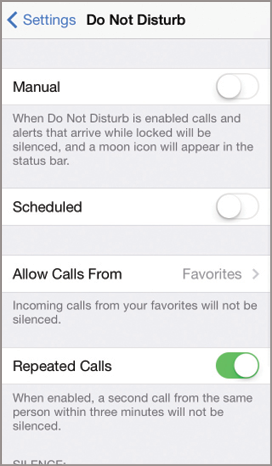 Settings Do Not Disturb
Manual
When Do Not Disturb is enabled calls and
alerts that arrive while locked will be
silenced, and a moon icon will appear in the
status bar.
Scheduled
Allow Calls From Favorites
Incoming calls from your favorites will not be
silenced.
Repeated Calls
When enabled, a second call from the same
person within three minutes will not be
silenced.
SILENCE: